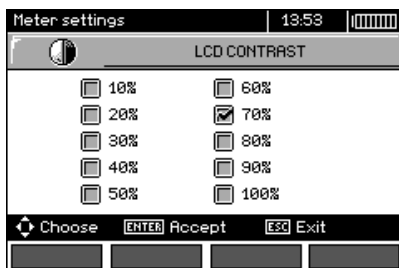 Meter settings 13:53
LCD CONTRAST
10% 60%
20% 70%
30% 80%
40% 90%
50% 100%
Choose ENTER Accept ESC Exit